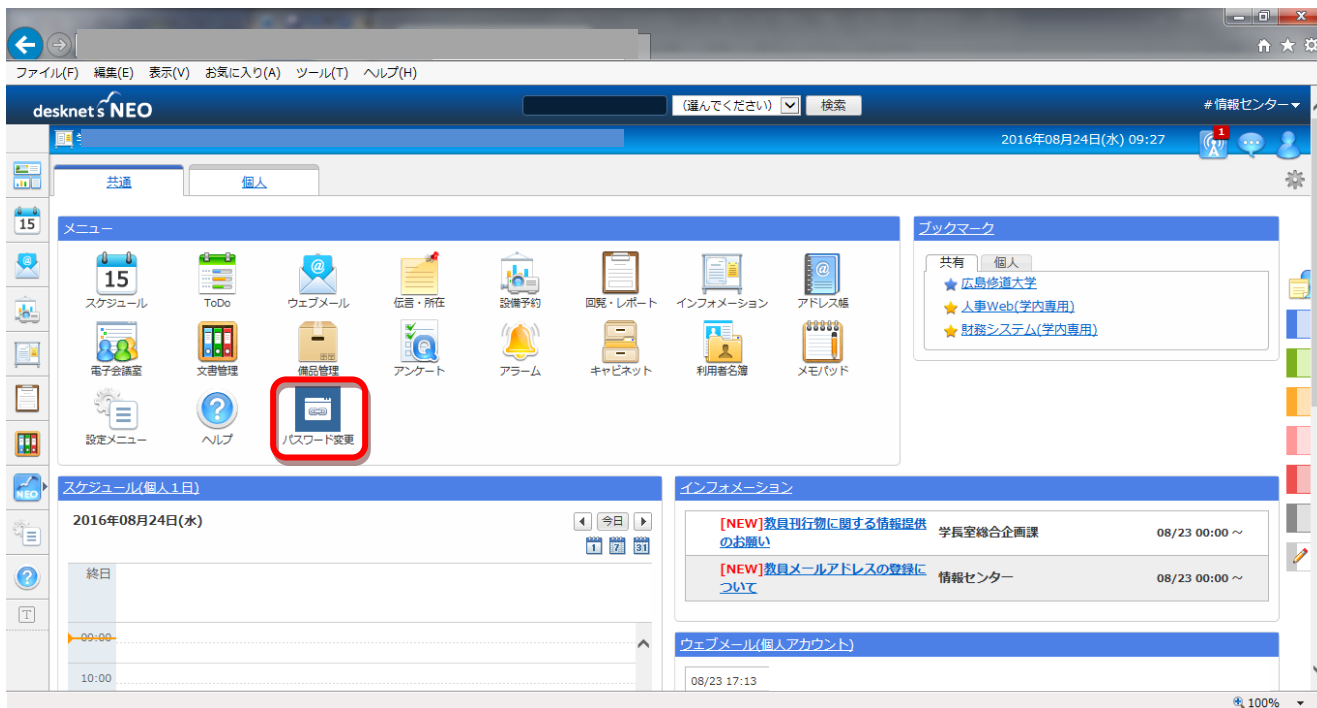 ファイル(F) 編集(E) 表示(V) お気に入り(A) ツール(T) ヘルプ(H)
desknet's NEO
(選んでください) 検索
#情報センター
2016年08月24日(水) 09:27
1
共通 個人
15
メニュー
15
スケジュール ToDo ウェブメール 伝言・所在 設備予約 回覧・レポート インフォメーション アドレス帳
電子会議室 文書管理 備品管理 アンケート アラーム キャビネット 利用者名簿 メモパッド
設定メニュー ヘルプ パスワード変更
ブックマーク
共有 個人
広島修道大学
人事Web(学内専用)
財務システム(学内専用)
NEO
スケジュール(個人1日)
2016年08月24日(水)
今日
1 7 31
終日
09:00
10:00
インフォメーション
[NEW]教員刊行物に関する情報提供
のお願い
学長室総合企画課 08/23 00:00 ~
[NEW]教員メールアドレスの登録に
ついて
情報センター 08/23 00:00 ~
ウェブメール(個人アカウント)
08/23 17:13
100%